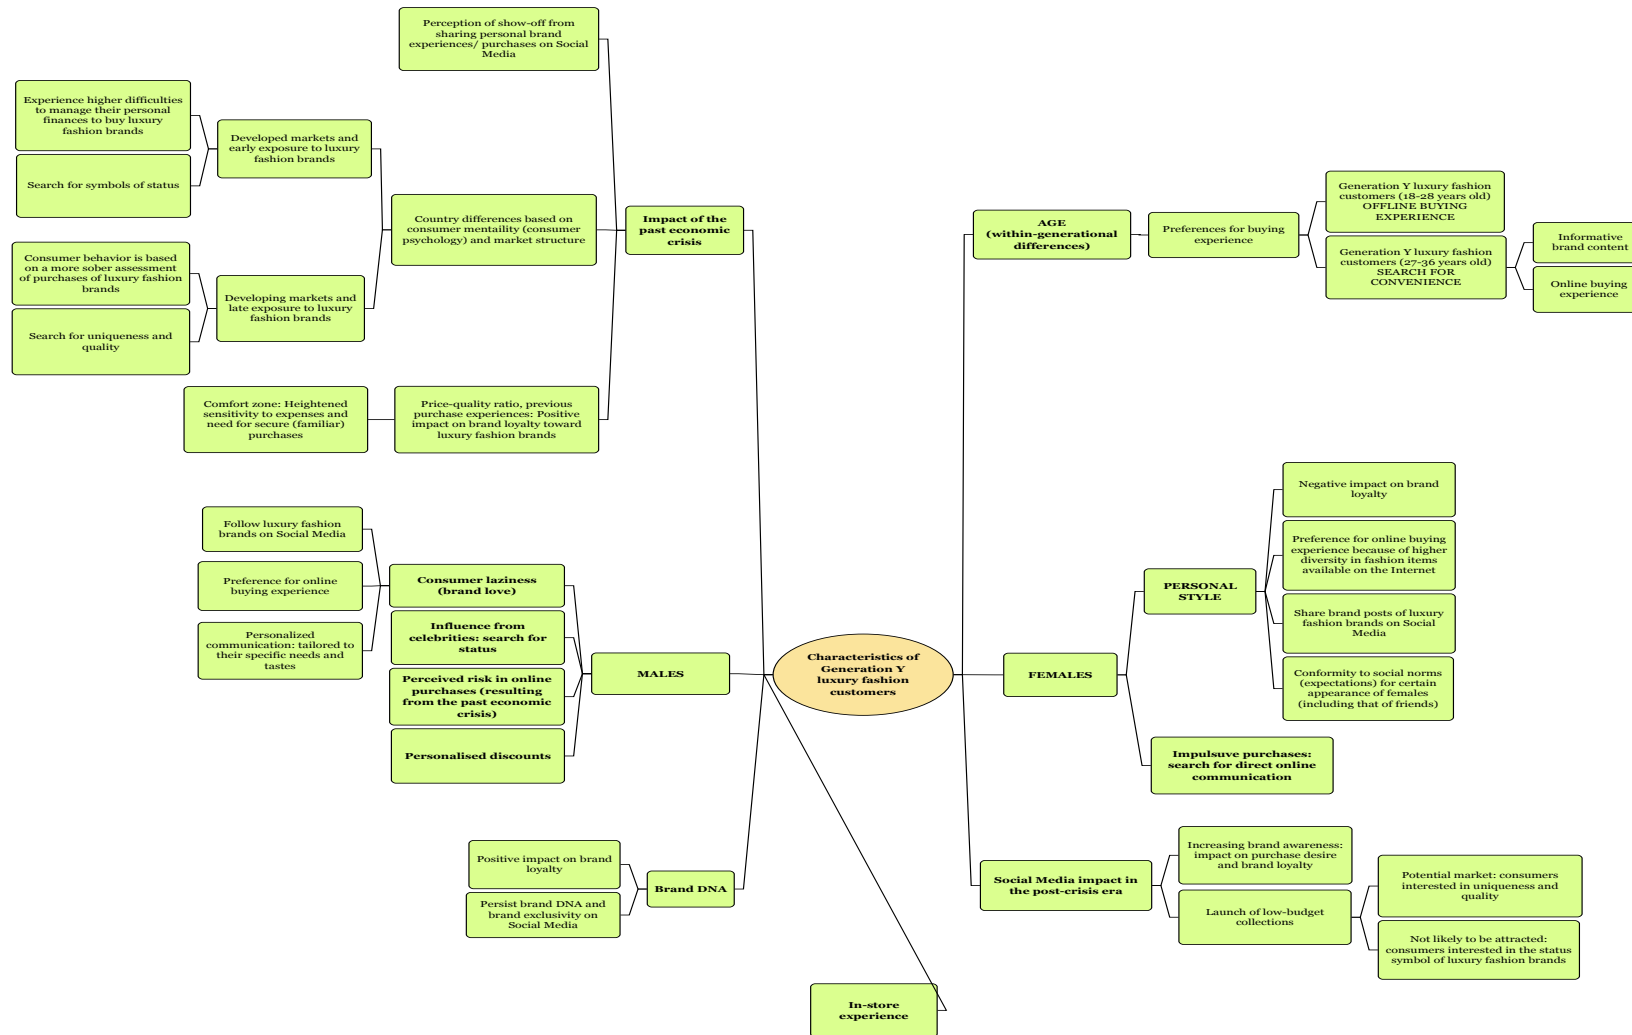 Perception of show-off from
sharing personal brand
experiences/ purchases on Social
Media
Experience higher difficulties
to manage their personal
finances to buy luxury
fashion brands
Search for symbols of status
Developed markets and
early exposure to luxury
fashion brands
Consumer behavior is based
on a more sober assessment
of purchases of luxury fashion
brands
Search for uniqueness and
quality
Developing markets and
late exposure to luxury
fashion brands
Country differences based on
consumer mentaility (consumer
psychology) and market structure
Impact of the
past economic
crisis
Comfort zone: Heightened
sensitivity to expenses and
need for secure (familiar)
purchases
Price-quality ratio, previous
purchase experiences: Positive
impact on brand loyalty toward
luxury fashion brands
Follow luxury fashion
brands on Social Media
Preference for online
buying experience
Personalized
communication: tailored to
their specific needs and
tastes
Consumer laziness
(brand love)
Influence from
celebrities: search for
status
Perceived risk in online
purchases (resulting
from the past economic
crisis)
Personalised discounts
MALES
Positive impact on brand
loyalty
Persist brand DNA and
brand exclusivity on
Social Media
Brand DNA
In-store
experience
Characteristics of
Generation Y
luxury fashion
customers
AGE
(within-generational
differences)
Preferences for buying
experience
Generation Y luxury fashion
customers (18-28 years old)
OFFLINE BUYING
EXPERIENCE
Generation Y luxury fashion
customers (27-36 years old)
SEARCH FOR
CONVENIENCE
Informative
brand content
Online buying
experience
FEMALES
PERSONAL
STYLE
Negative impact on brand
loyalty
Preference for online buying
experience because of higher
diversity in fashion items
available on the Internet
Share brand posts of luxury
fashion brands on Social
Media
Conformity to social norms
(expectations) for certain
appearance of females
(including that of friends)
Impulsuve purchases:
search for direct online
communication
Social Media impact in
the post-crisis era
Increasing brand awareness:
impact on purchase desire
and brand loyalty
Launch of low-budget
collections
Potential market: consumers
interested in uniqueness and
quality
Not likely to be attracted:
consumers interested in the status
symbol of luxury fashion brands